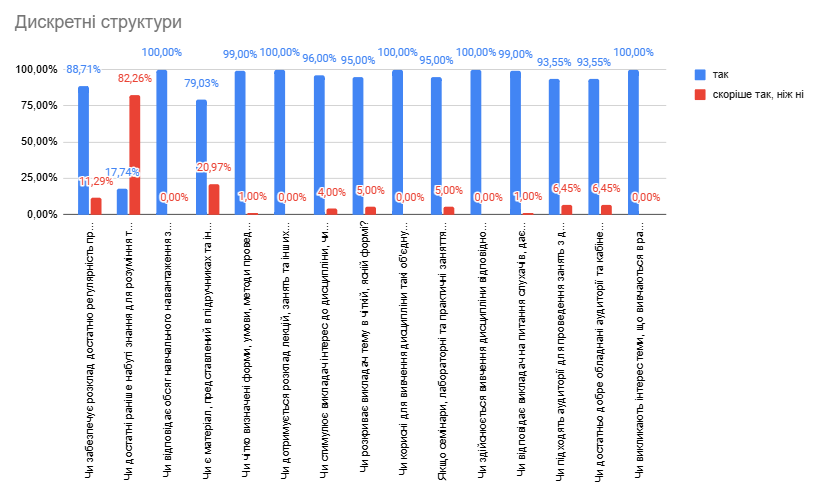 Дискретні структури
100,00%
75,00%
50,00%
25,00%
0,00%
88,71%
11,29%
17,74%
82,26%
100,00%
0,00%
79,03%
20,97%
99,00%
1,00%
100,00%
0,00%
96,00%
4,00%
95,00%
5,00%
100,00%
0,00%
95,00%
5,00%
100,00%
0,00%
99,00%
1,00%
93,55%
6,45%
93,55%
6,45%
100,00%
0,00%
так
скоріше так, ніж ні
Чи забезпечує розклад достатню регулярність пр...
Чи достатні раніше набуті знання для розуміння т...
Чи відповідає обсяг навчального навантаження з...
Чи є матеріал, представлений в підручниках та ін...
Чи чітко визначені форми, умови, методи провед...
Чи дотримується розклад лекцій, занять та інших...
Чи стимулює викладач інтерес до дисципліни, чи...
Чи розкриває викладач тему в чіткій, ясній формі?
Чи корисні для вивчення дисципліни такі об'єдну...
Якщо семінари, лабораторні та практичні заняття...
Чи здійснюється вивчення дисципліни відповідно...
Чи відповідає викладач на питання слухачів, дає...
Чи підходять аудиторії для проведення занять з д...
Чи достатньо добре обладнані аудиторії та кабіне...
Чи викликають інтерес теми, що вивчаються в ра...